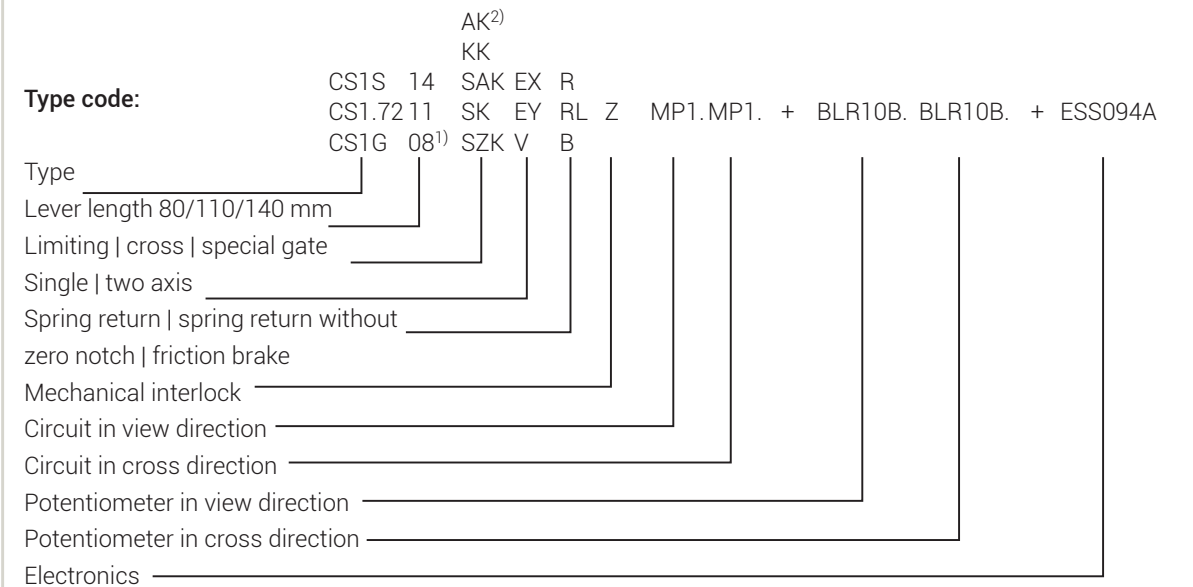 AK2)
KK
CS1S 14 SAK EX R
Type code:
CS1.72 11 SK EY RL Z MP1. MP1. + BLR10B. BLR10B. + ESS094A
CS1G 081) SZK V B
Type
Lever length 80/110/140 mm
Limiting | cross | special gate
Single | two axis
Spring return | spring return without
zero notch | friction brake
Mechanical interlock
Circuit in view direction
Circuit in cross direction
Potentiometer in view direction
Potentiometer in cross direction
Electronics